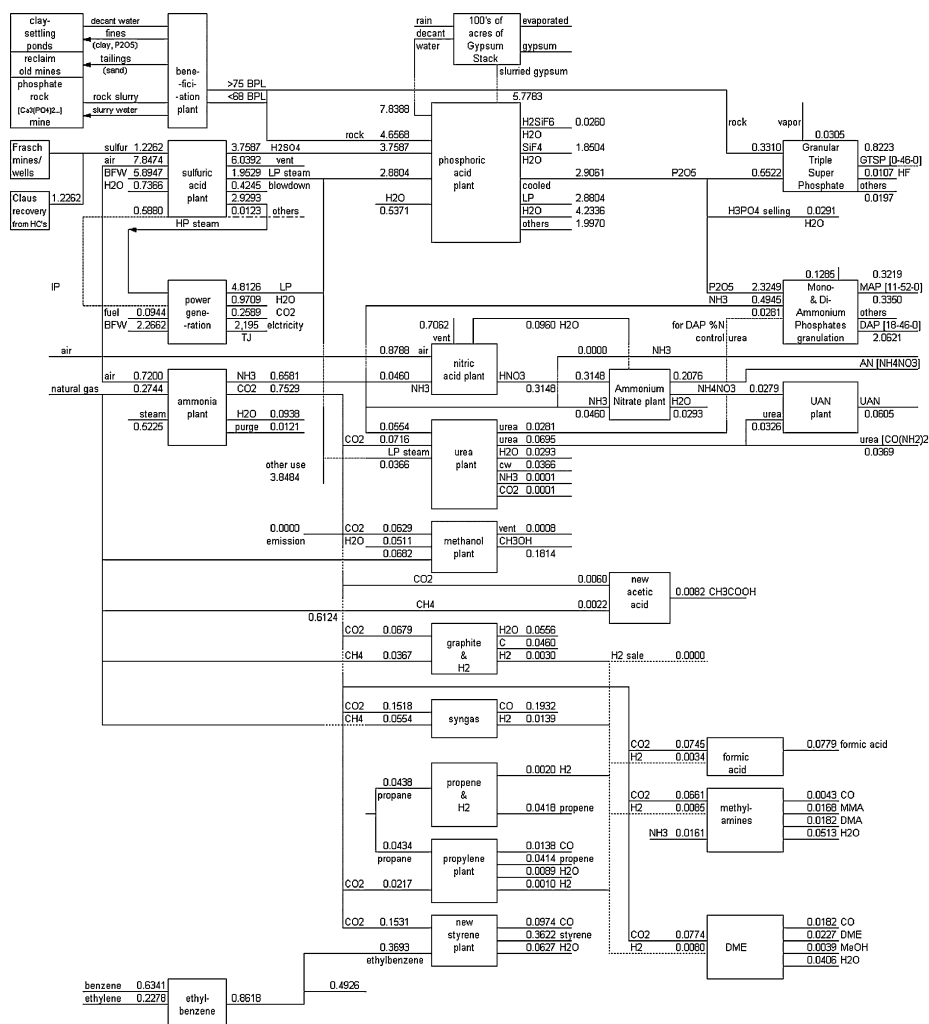 clay-
settling
ponds
reclaim
old mines
phosphate
rock
[Ca3(PO4)2...]
mine
decant water
fines
(clay, P2O5)
tailings
(sand)
rock slurry
slurry water
bene-
-fici-
-ation
plant
>75 BPL
<68 BPL
rain
decant
water
100's of
acres of
Gypsum
Stack
evaporated
gypsum
slurried gypsum
5.7783
7.8388
rock 4.6568
3.7587
2.8804
H2O
0.5371
phosphoric
acid
plant
H2SiF6 0.0260
H2O
SiF4 1.8504
H2O
2.9061 P2O5
cooled
LP 2.8804
H2O 4.2336
others 1.9970
rock
vapor
0.0305
0.3310
0.5522
Granular
Triple
Super
Phosphate
0.8223
GTSP [0-46-0]
0.0107 HF
others
0.0197
H3PO4 selling 0.0291
H2O
Frasch
mines/
wells
Claus
recovery
from HC's
1.2262
sulfur 1.2262
air 7.8474
BFW 5.8947
H2O 0.7366
0.5880
sulfuric
acid
plant
3.7587 H2SO4
6.0392 vent
1.9529 LP steam
0.4245 blowdown
2.9293
0.0123 others
HP steam
IP
fuel 0.0944
BFW 2.2662
power
gene-
-ration
4.8126 LP
0.9709 H2O
0.2589 CO2
2,195 elctricity
TJ
P2O5 2.3249
NH3 0.4945
0.0281
for DAP %N
control urea
0.1285
Mono-
& Di-
Ammonium
Phosphates
granulation
0.3219
MAP [11-52-0]
0.3350
others
DAP [18-46-0]
2.0621
air
0.8788 air
0.7062
vent
0.0960 H2O
0.0460
NH3
nitric
acid plant
HNO3
0.3148
0.0000 NH3
0.3148
NH3
0.0460
Ammonium
Nitrate plant
0.2076
NH4NO3
H2O
0.0293
AN [NH4NO3]
0.0279
urea
0.0326
UAN
plant
UAN
0.0605
urea [CO(NH2)2
0.0369
air 0.7200
natural gas 0.2744
steam
0.5225
ammonia
plant
NH3 0.6581
CO2 0.7529
H2O 0.0938
purge 0.0121
0.0554
CO2 0.0716
LP steam
0.0366
other use
3.8484
urea
plant
urea 0.0281
urea 0.0695
H2O 0.0293
cw 0.0366
NH3 0.0001
CO2 0.0001
0.0000
emission
CO2 0.0629
H2O 0.0511
0.0682
methanol
plant
vent 0.0008
CH3OH
0.1814
CO2 0.0060
CH4 0.0022
new
acetic
acid
0.0082 CH3COOH
0.6124
CO2 0.0679
CH4 0.0367
graphite
&
H2
H2O 0.0556
C 0.0460
H2 0.0030
H2 sale 0.0000
CO2 0.1518
CH4 0.0554
syngas
CO 0.1932
H2 0.0139
CO2 0.0745
H2 0.0034
formic
acid
0.0779 formic acid
0.0438
propane
propene
&
H2
0.0020 H2
0.0418 propene
CO2 0.0661
H2 0.0085
NH3 0.0161
methyl-
amines
0.0043 CO
0.0168 MMA
0.0182 DMA
0.0513 H2O
0.0434
propane
CO2 0.0217
propylene
plant
0.0138 CO
0.0414 propene
0.0089 H2O
0.0010 H2
CO2 0.1531
0.3693
ethylbenzene
new
styrene
plant
0.0974 CO
0.3622 styrene
0.0627 H2O
CO2 0.0774
H2 0.0080
DME
0.0182 CO
0.0227 DME
0.0039 MeOH
0.0406 H2O
benzene 0.6341
ethylene 0.2278
ethyl-
benzene
0.8618
0.4926